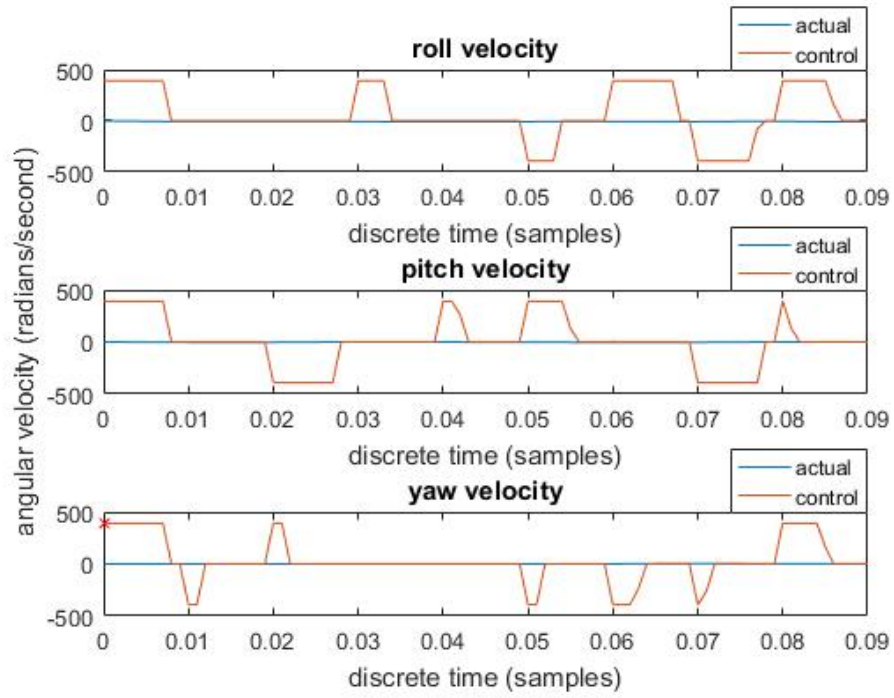 actual
control
roll velocity
500
0
-500
0 0.01 0.02 0.03 0.04 0.05 0.06 0.07 0.08 0.09
discrete time (samples)
actual
control
pitch velocity
500
0
-500
0 0.01 0.02 0.03 0.04 0.05 0.06 0.07 0.08 0.09
discrete time (samples)
angular velocity (radians/second)
actual
control
yaw velocity
500
0
-500
0 0.01 0.02 0.03 0.04 0.05 0.06 0.07 0.08 0.09
discrete time (samples)